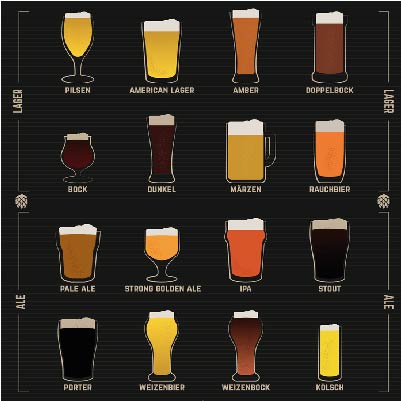 PILSEN
AMERICAN LAGER
AMBER
DOPPELBOCK
LAGER
LAGER
BOCK
DUNKEL
MÄRZEN
RAUCHBIER
PALE ALE
STRONG GOLDEN ALE
IPA
STOUT
ALE
ALE
PORTER
WEIZENBIER
WEIZENBOCK
KÖLSCH